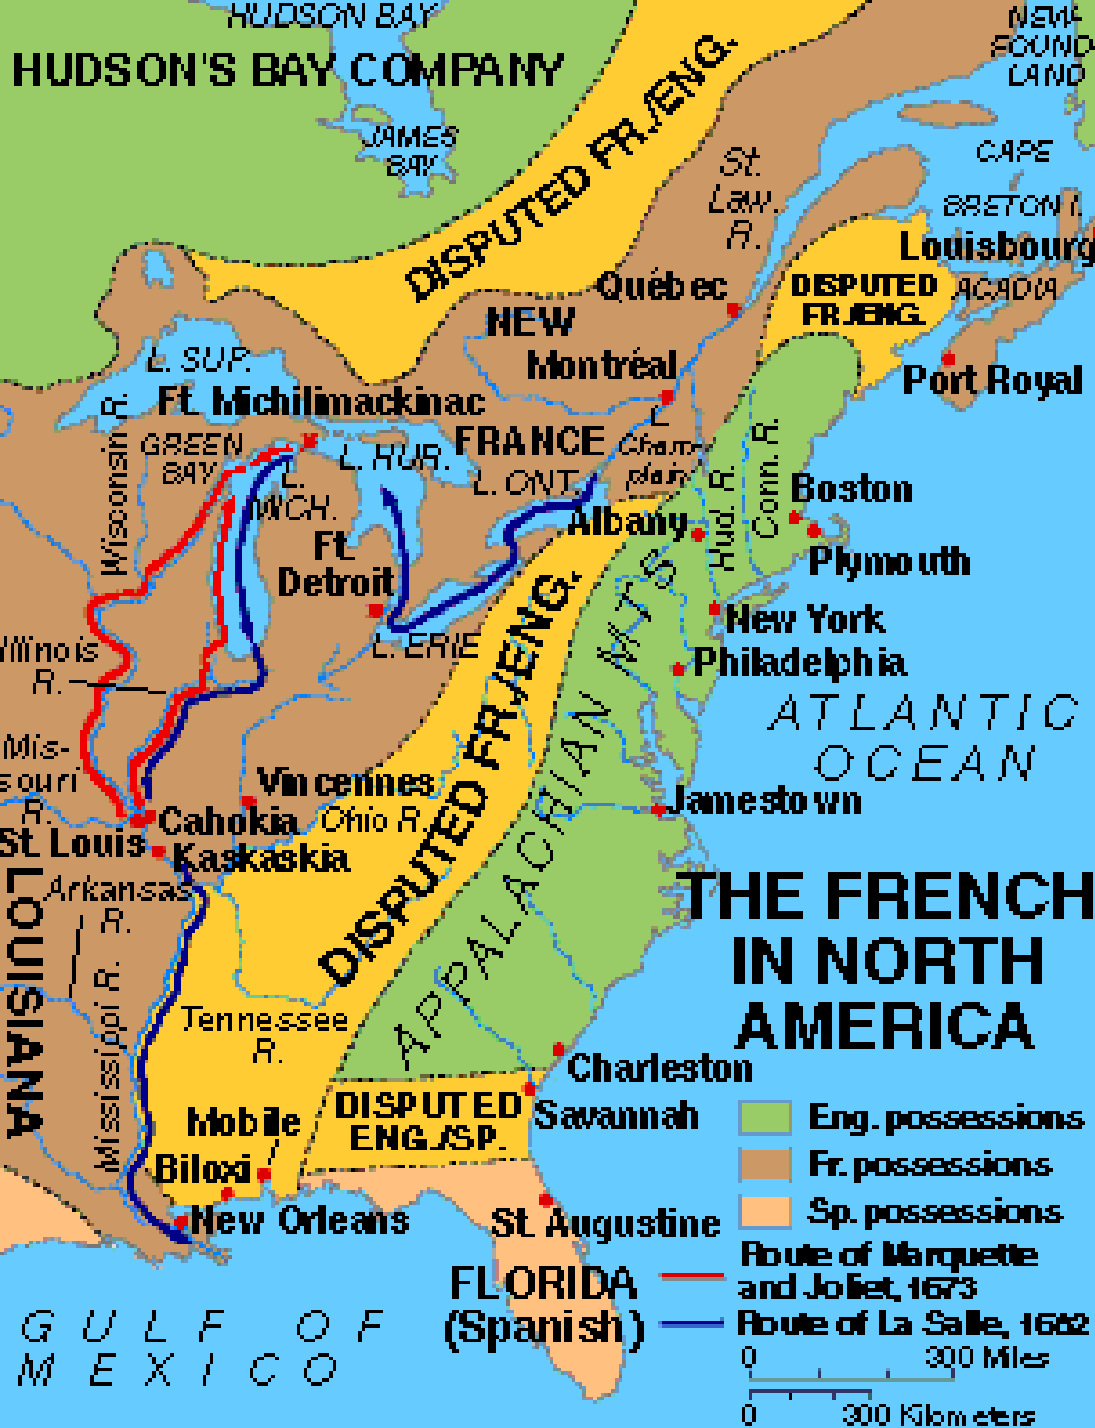 HUDSON BAY
NEW-
FOUND-
LAND
HUDSON'S BAY COMPANY
DISPUTED FR./ENG.
JAMES
BAY
CAPE
BRETON I.
St.
Law.
R.
Louisbourg
ACADIA
Québec
DISPUTED
FR./ENG.
NEW
FRANCE
Montréal
Port Royal
L. SUP.
Ft. Michilimackinac
Wisconsin R.
GREEN
BAY
L. HUR.
L.
Cham-
plain
L.
MICH.
L. ONT.
Conn. R.
Hud. R.
Boston
Albany
Plymouth
Ft.
Detroit
New York
L. ERIE
Illinois
R.
Philadelphia
DISPUTED FR./ENG.
APPALACHIAN MTS
ATLANTIC
OCEAN
Mis-
souri
R.
Vincennes
Jamestown
Cahokia
Ohio R.
St. Louis
Kaskaskia
Arkansas
R.
LOUISIANA
Mississippi R.
THE FRENCH
IN NORTH
AMERICA
Tennessee
R.
Charleston
Savannah
DISPUTED
ENG./SP.
Mobile
Biloxi
New Orleans
St. Augustine
FLORIDA
(Spanish)
GULF OF
MEXICO
Eng. possessions
Fr. possessions
Sp. possessions
Route of Marquette
and Joliet, 1673
Route of La Salle, 1682
0 300 Miles
0 300 Kilometers